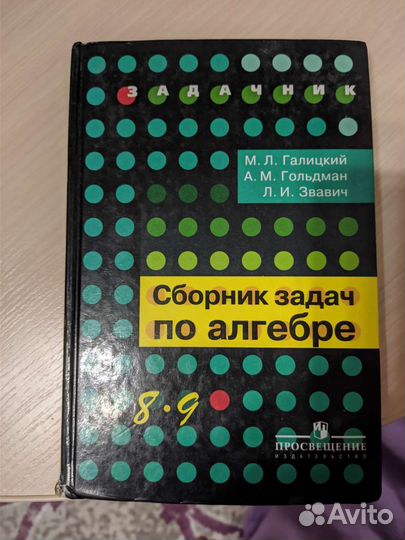 ЗАДАЧНИК
М. Л. Галицкий
А. М. Гольдман
Л. И. Звавич
Сборник задач
по алгебре
8·9
ПРОСВЕЩЕНИЕ
ИЗДАТЕЛЬСТВО
Avito